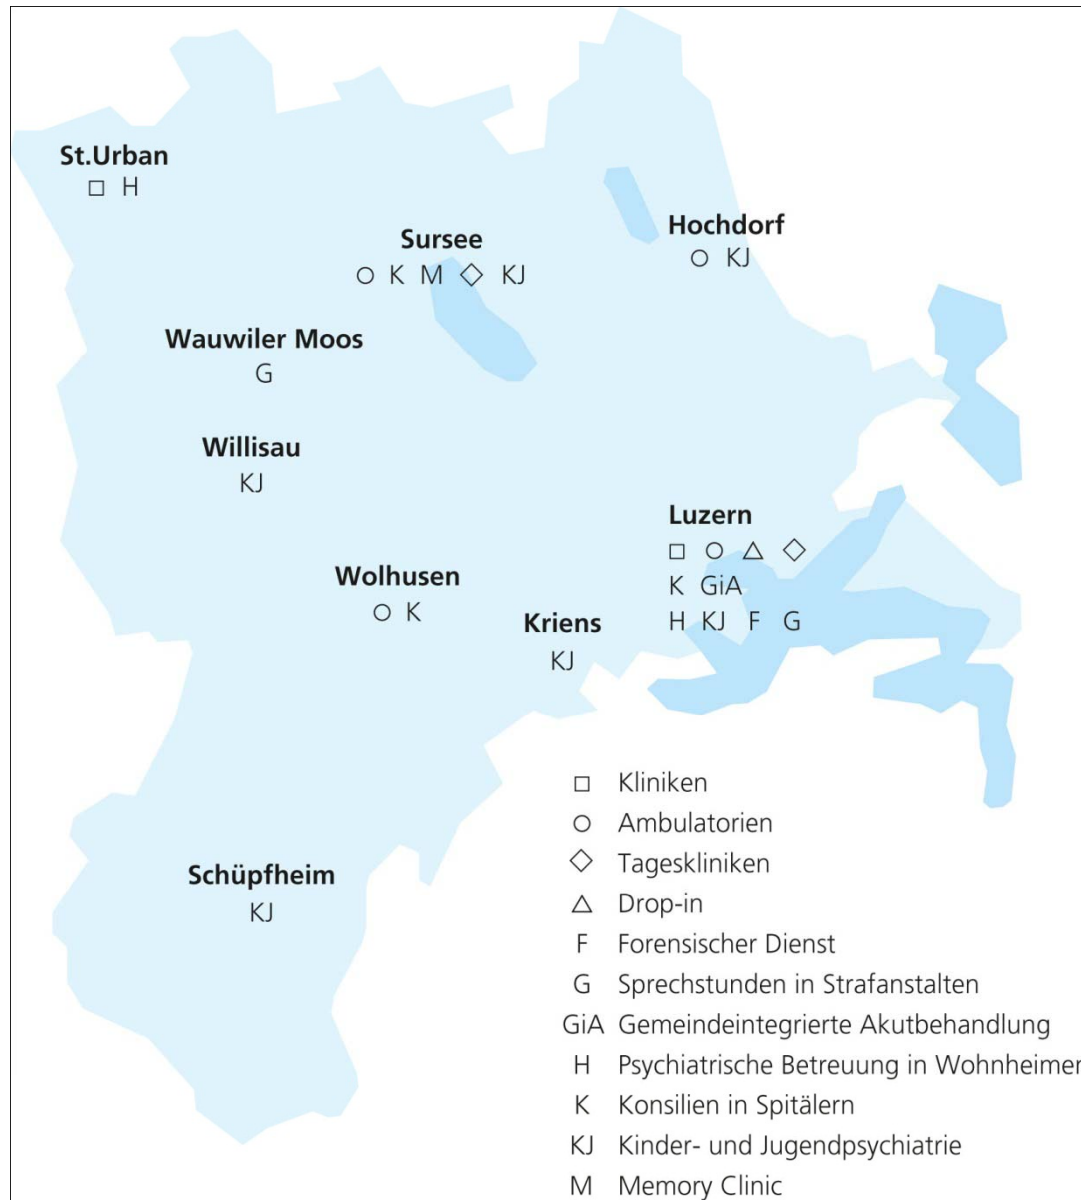 St.Urban
□ H
Sursee
○ K M ◇ KJ
Hochdorf
○ KJ
Wauwiler Moos
G
Willisau
KJ
Luzern
□ ○ △ ◇
K GiA
H KJ F G
Wolhusen
○ K
Kriens
KJ
Schüpfheim
KJ
□ Kliniken
○ Ambulatorien
◇ Tageskliniken
△ Drop-in
F Forensischer Dienst
G Sprechstunden in Strafanstalten
GiA Gemeindeintegrierte Akutbehandlung
H Psychiatrische Betreuung in Wohnheimen
K Konsilien in Spitälern
KJ Kinder- und Jugendpsychiatrie
M Memory Clinic